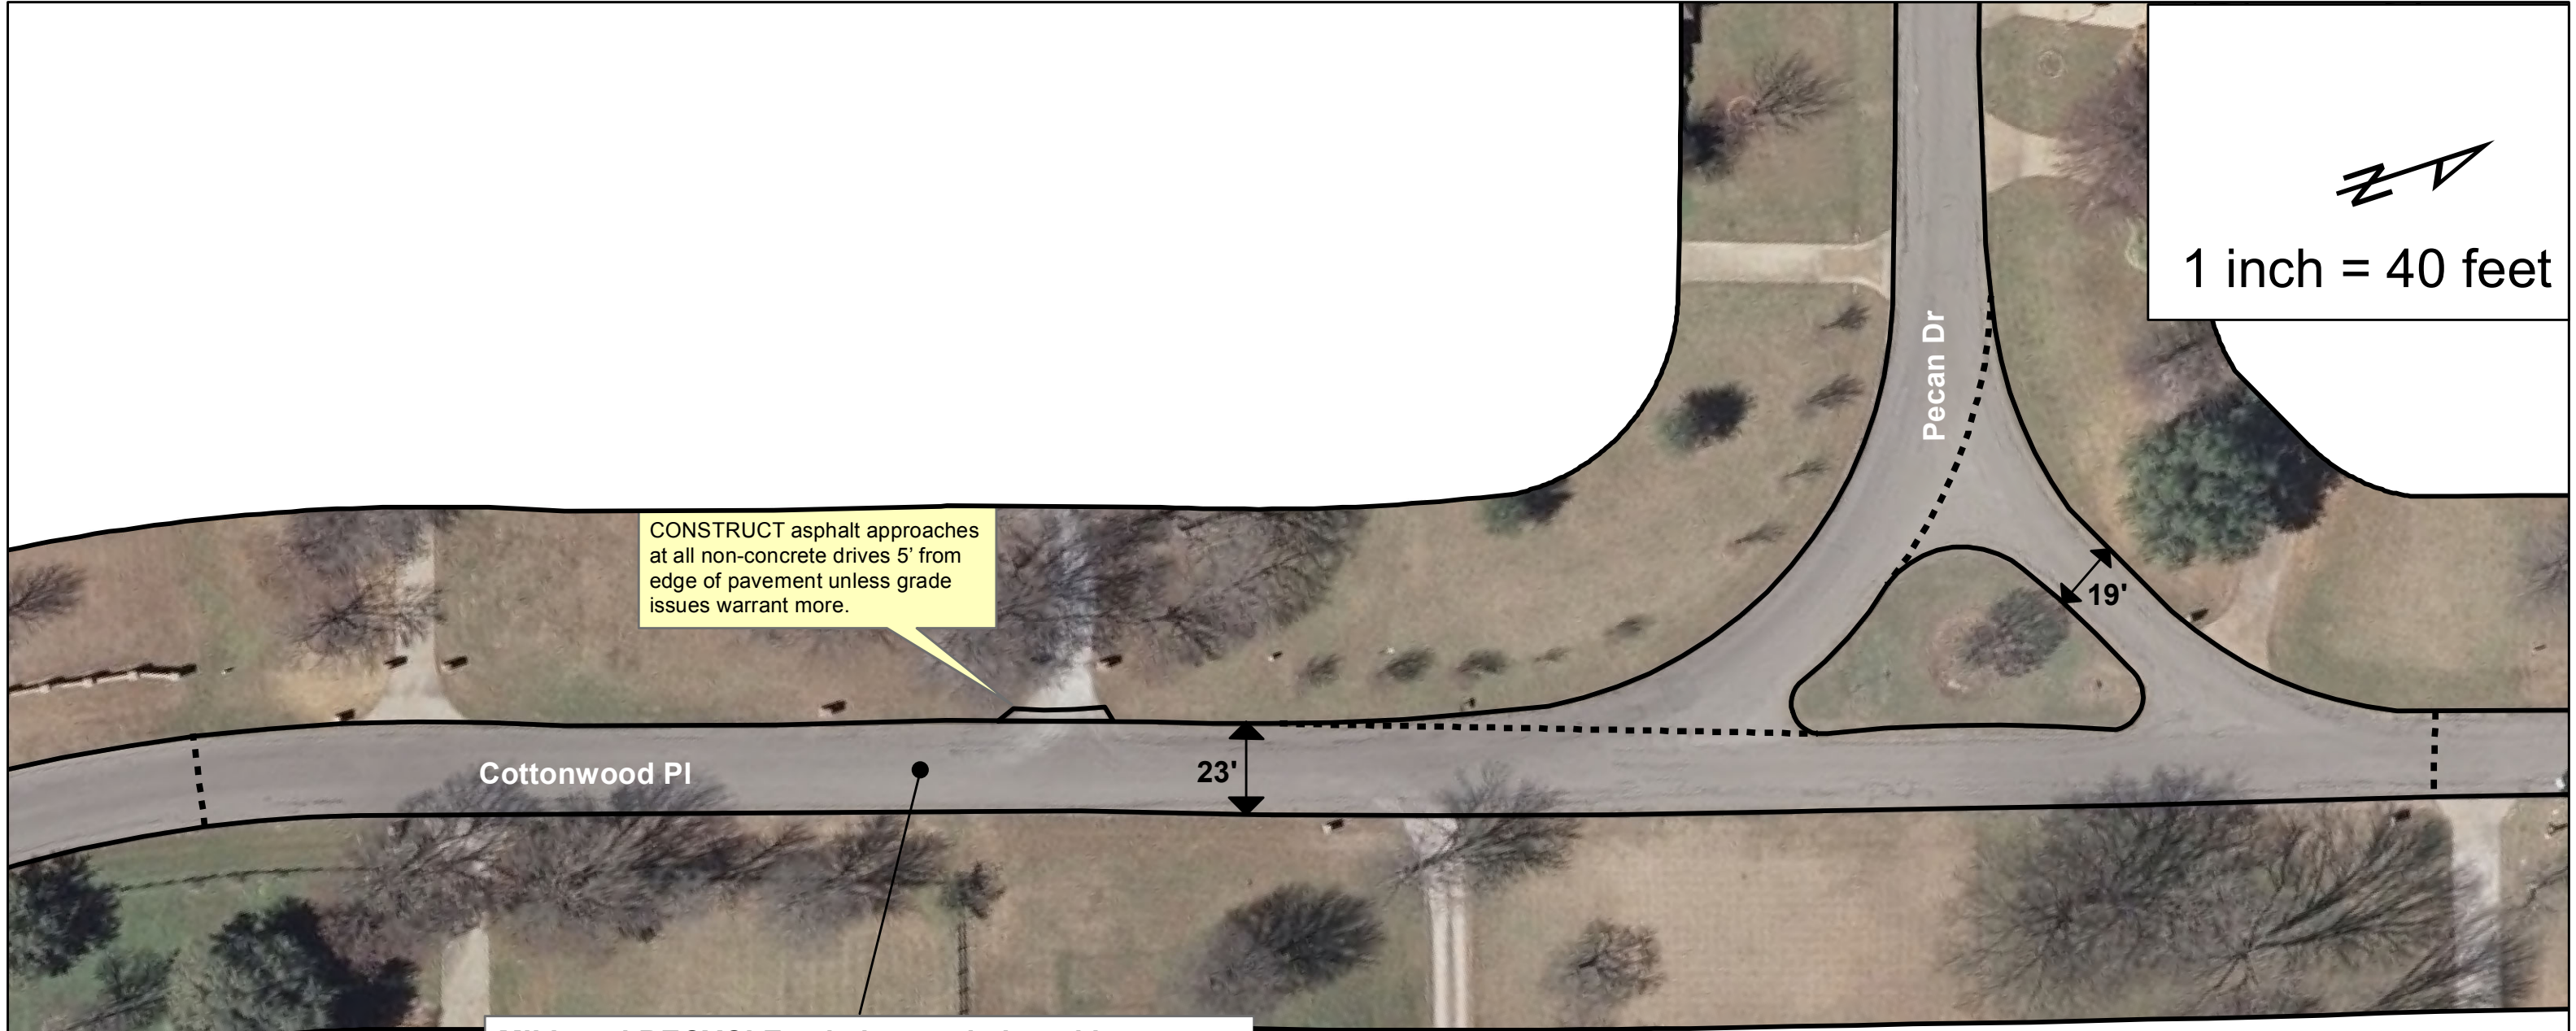 1 inch = 40 feet
Pecan Dr
CONSTRUCT asphalt approaches
at all non-concrete drives 5’ from
edge of pavement unless grade
issues warrant more.
19'
Cottonwood Pl
23'